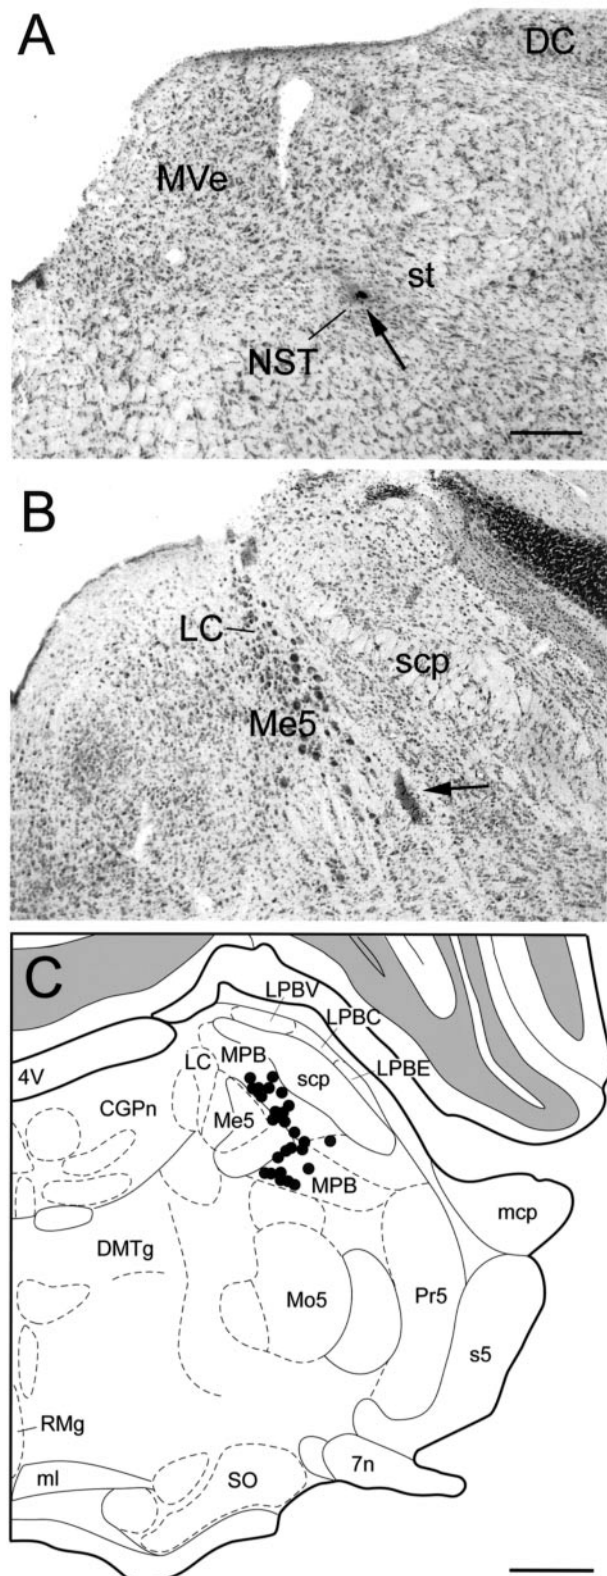 A
DC
MVe
st
NST
B
LC
scp
Me5
C
LPBV
LPBC
LPBE
4V
LC
MPB
scp
CGPn
Me5
MPB
mcp
DMTg
Mo5
Pr5
s5
RMg
ml
SO
7n